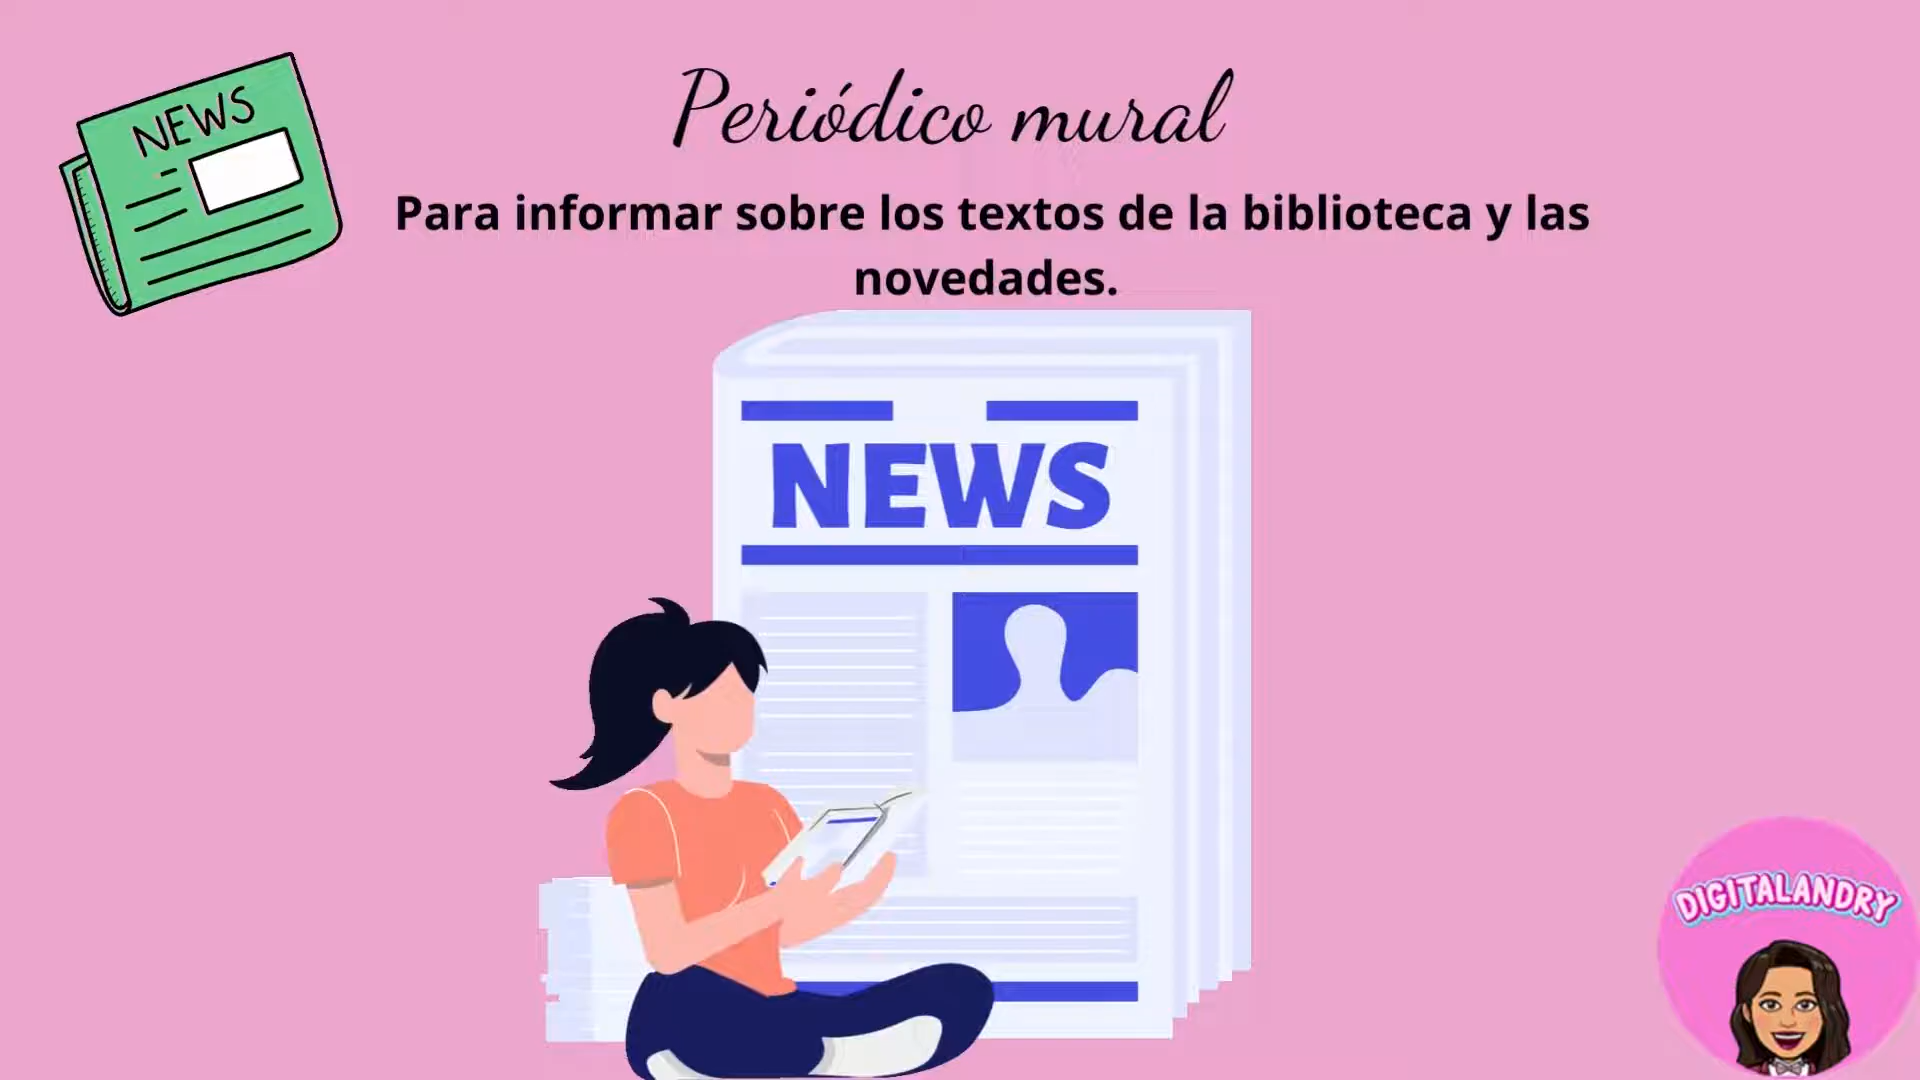 NEWS
Periódico mural
Para informar sobre los textos de la biblioteca y las
novedades.
NEWS
DIGITALANDRY